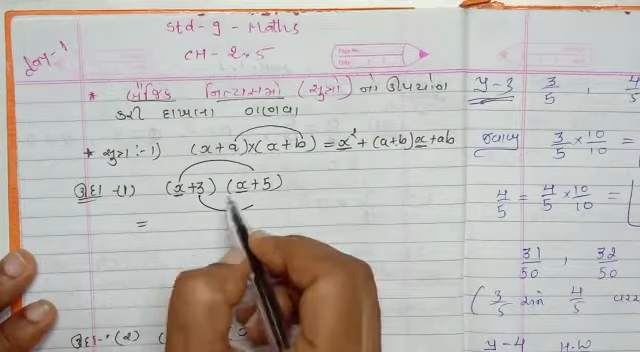 day-1
Std-9-Maths
CH-2.5
* બૈજિક નિત્યસમો (સુત્રો) નો ઉપયોગ
કરી દાખલા ગણવા
* સુત્ર:-1) (x+a)×(x+b) = x² + (a+b)x + ab
ઉદા-(1) (x+3) (x+5)
=
ઉદા-(2)
પ્ર-3 3/5 ,
જવાબ 3/5 × 10/10 =
4/5 = 4/5 × 10/10 =
31/50 , 32/50
( 3/5 અને 4/5
પ્ર-4 H.W